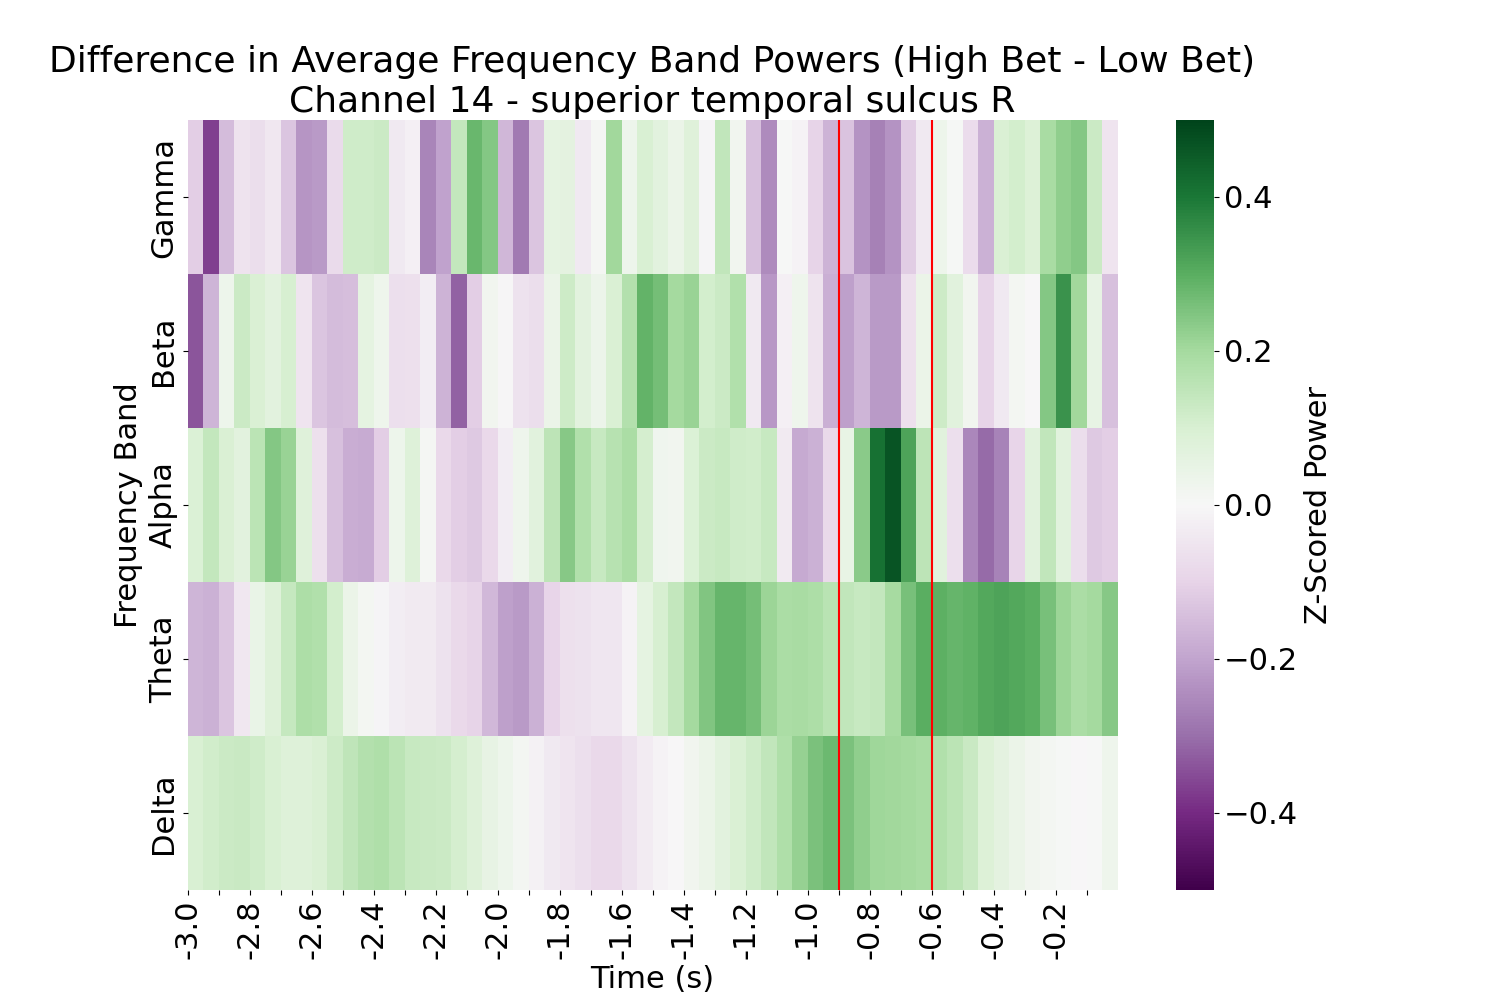 Difference in Average Frequency Band Powers (High Bet - Low Bet)
Channel 14 - superior temporal sulcus R
Frequency Band
Gamma
Beta
Alpha
Theta
Delta
-3.0
-2.8
-2.6
-2.4
-2.2
-2.0
-1.8
-1.6
-1.4
-1.2
-1.0
-0.8
-0.6
-0.4
-0.2
Time (s)
0.4
0.2
0.0
−0.2
−0.4
Z-Scored Power